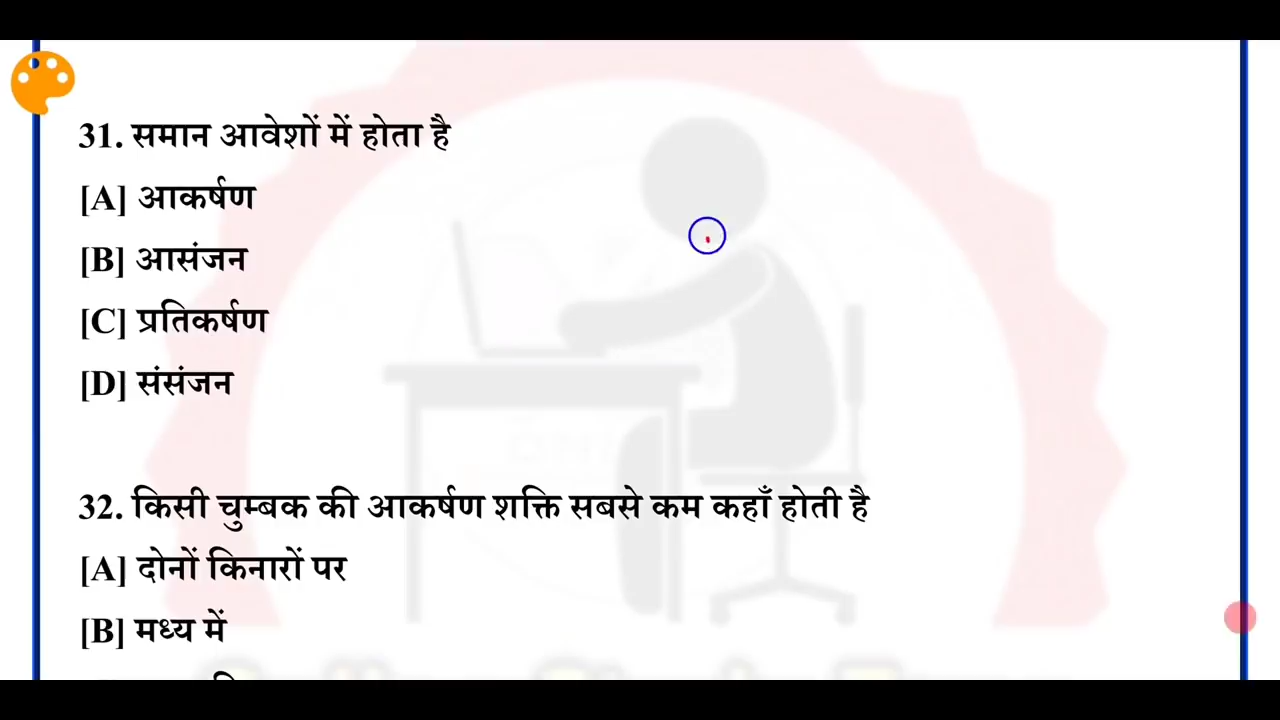 31. समान आवेशों में होता है
[A] आकर्षण
[B] आसंजन
[C] प्रतिकर्षण
[D] संसंजन
32. किसी चुम्बक की आकर्षण शक्ति सबसे कम कहाँ होती है
[A] दोनों किनारों पर
[B] मध्य में